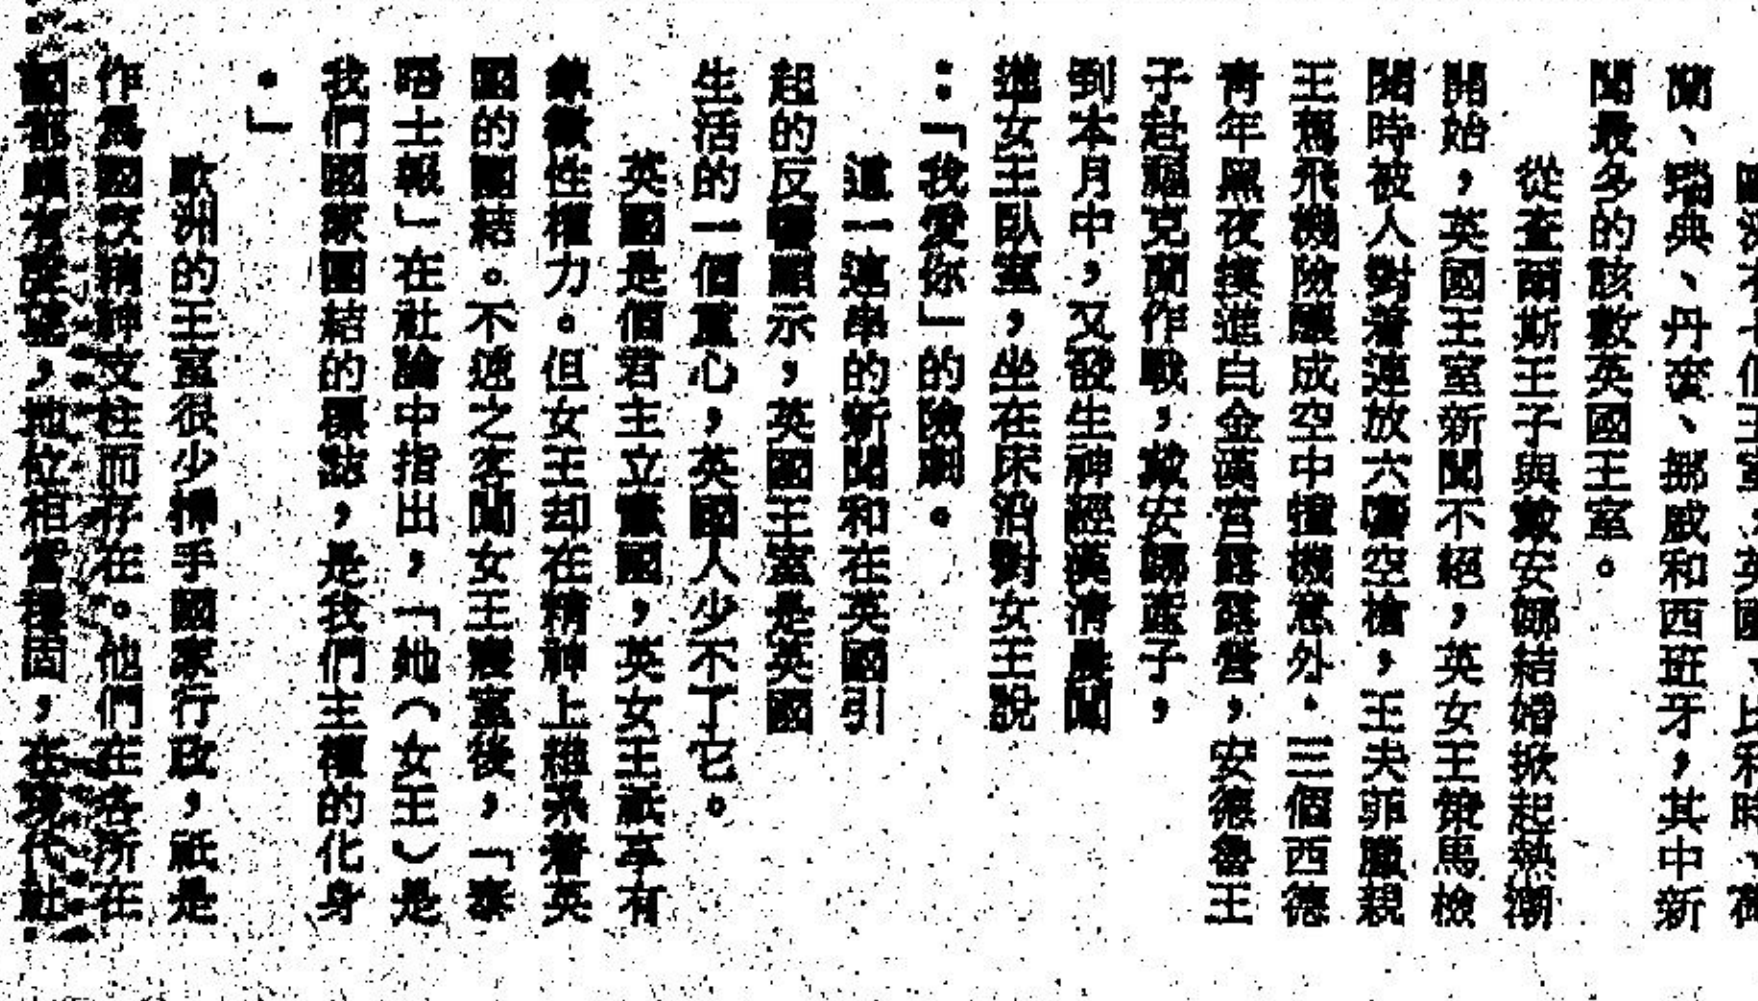 歐洲有七個王室：英國、比利時、荷
蘭、瑞典、丹麥、挪威和西班牙，其中新
聞最多的該數英國王室。
從查爾斯王子與戴安娜結婚掀起熱潮
開始，英國王室新聞不絕，英女王策馬檢
閱時被人對着連放六響空槍，王夫菲臘親
王駕飛機險釀成空中撞機意外．三個西德
青年黑夜摸進白金漢宮露營，安德魯王
子赴福克蘭作戰，戴安娜產子，
到本月中，又發生神經漢清晨闖
進女王臥室，坐在床沿對女王說
：「我愛你」的險劇。
這一連串的新聞和在英國引
起的反響顯示，英國王室是英國
生活的一個重心，英國人少不了它。
英國是個君主立憲國，英女王祇享有
象徵性權力。但女王却在精神上維系着英
國的團結。不速之客闖女王寢室後，「泰
晤士報」在社論中指出，「她（女王）是
我們國家團結的標誌，是我們主權的化身
。」
歐洲的王室很少插手國家行政，祇是
作爲國家精神支柱而存在。他們在各所在
國都享有聲譽，地位相當穩固，在現代社